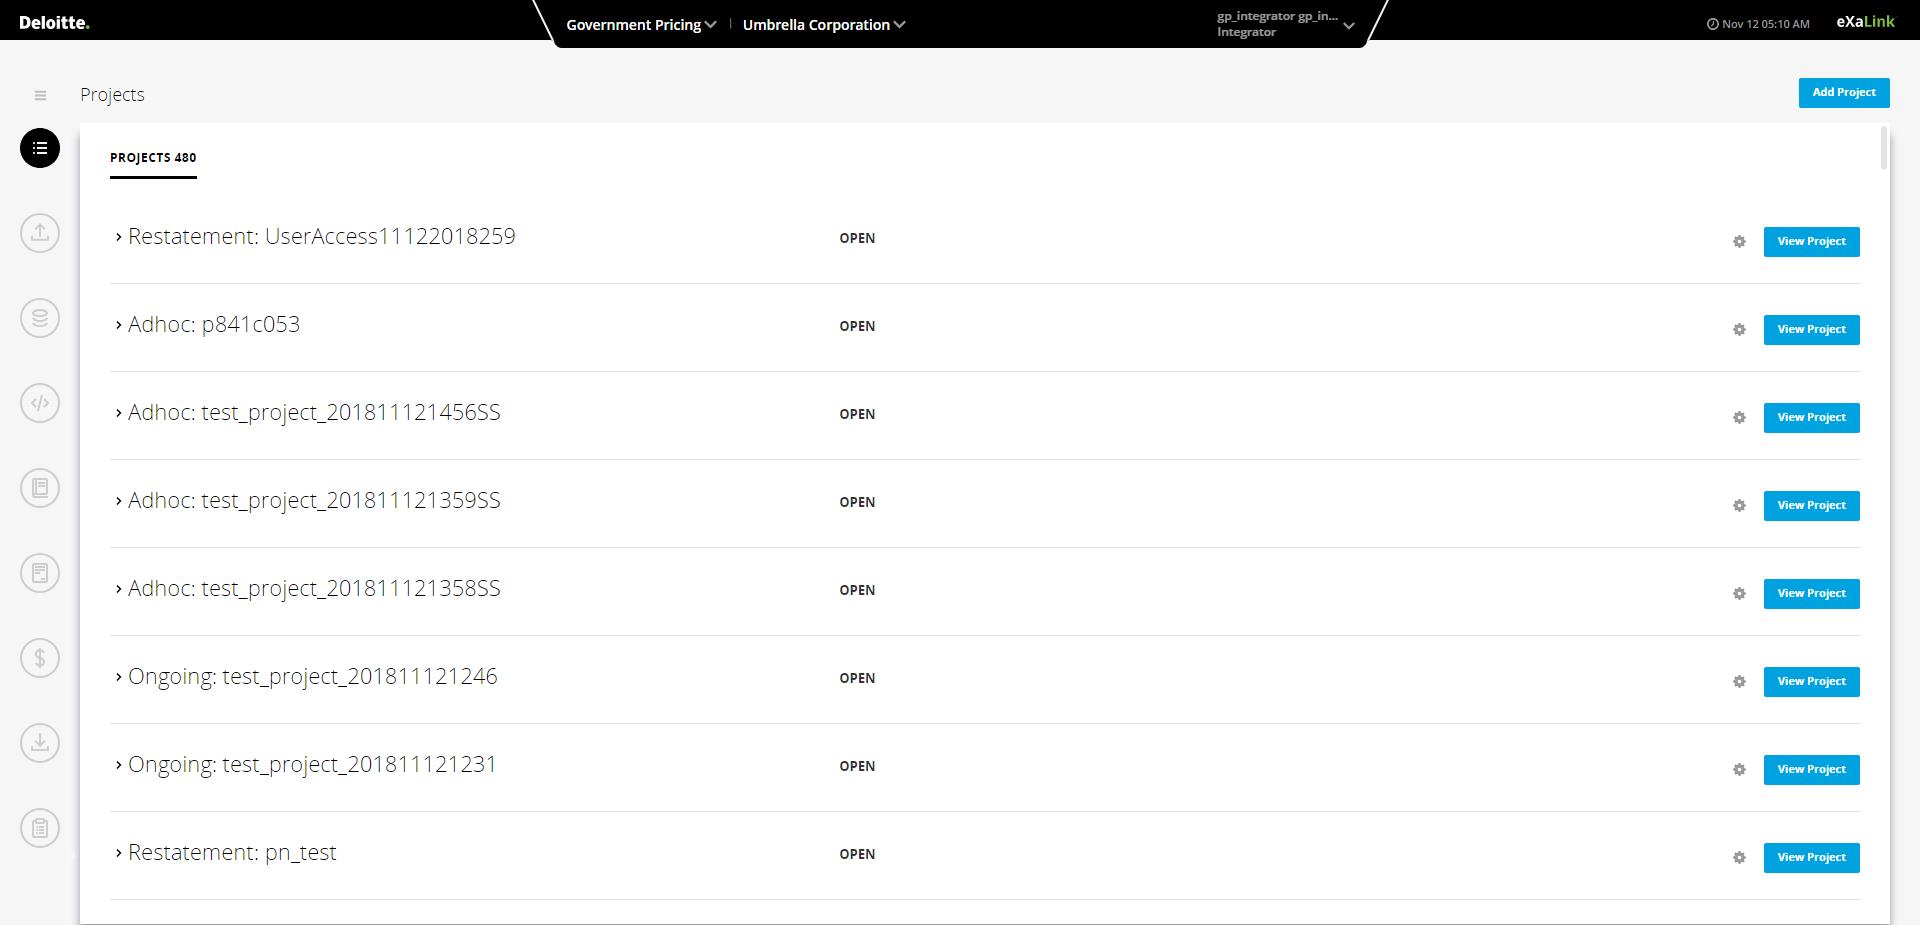 Deloitte.
Government Pricing | Umbrella Corporation
gp_integrator gp_in...
Integrator
Nov 12 05:10 AM
eXaLink
Projects
Add Project
PROJECTS 480
Restatement: UserAccess11122018259 OPEN View Project
Adhoc: p841c053 OPEN View Project
Adhoc: test_project_201811121456SS OPEN View Project
Adhoc: test_project_201811121359SS OPEN View Project
Adhoc: test_project_201811121358SS OPEN View Project
Ongoing: test_project_201811121246 OPEN View Project
Ongoing: test_project_201811121231 OPEN View Project
Restatement: pn_test OPEN View Project